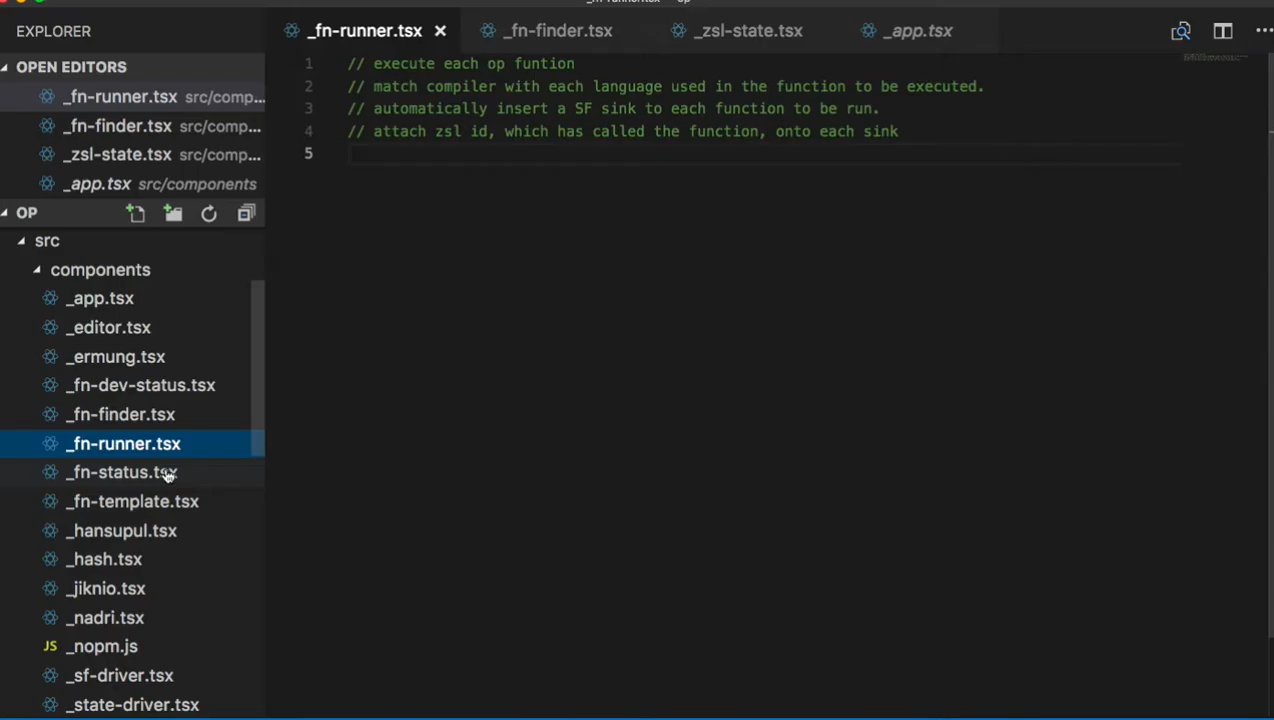 EXPLORER
OPEN EDITORS
_fn-runner.tsx src/comp...
_fn-finder.tsx src/comp...
_zsl-state.tsx src/comp...
_app.tsx src/components
OP
src
components
_app.tsx
_editor.tsx
_ermung.tsx
_fn-dev-status.tsx
_fn-finder.tsx
_fn-runner.tsx
_fn-status.tsx
_fn-template.tsx
_hansupul.tsx
_hash.tsx
_jiknio.tsx
_nadri.tsx
JS _nopm.js
_sf-driver.tsx
_state-driver.tsx
_fn-runner.tsx _fn-finder.tsx _zsl-state.tsx _app.tsx
1 // execute each op funtion
2 // match compiler with each language used in the function to be executed.
3 // automatically insert a SF sink to each function to be run.
4 // attach zsl id, which has called the function, onto each sink
5